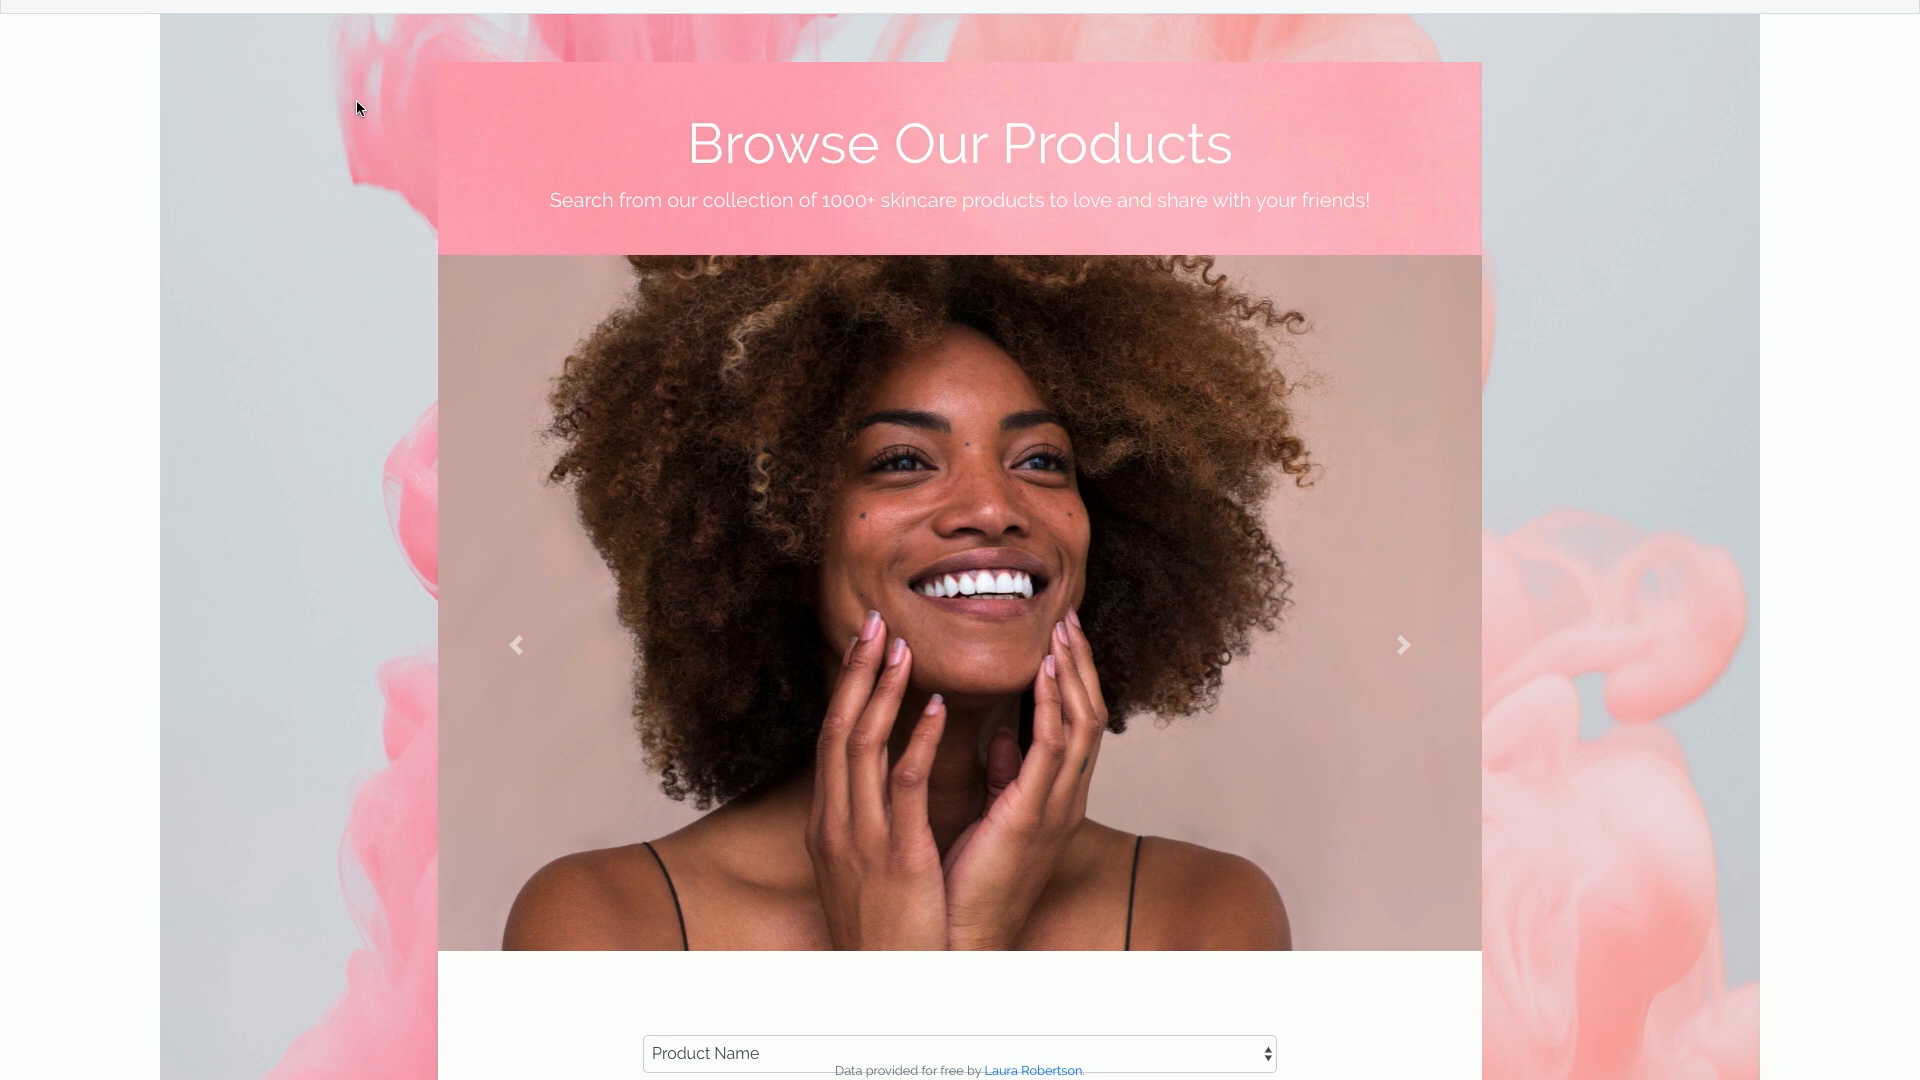 Browse Our Products
Search from our collection of 1000+ skincare products to love and share with your friends!
Product Name
Data provided for free by Laura Robertson.